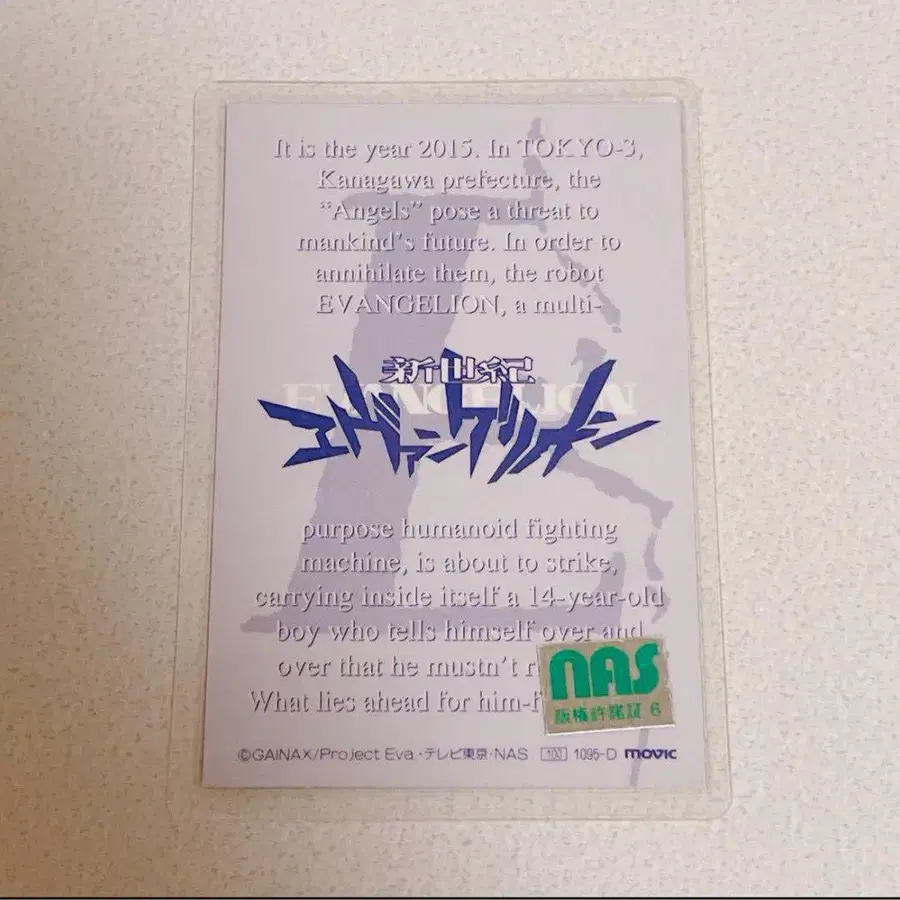 It is the year 2015. In TOKYO-3,
Kanagawa prefecture, the
“Angels” pose a threat to
mankind’s future. In order to
annihilate them, the robot
EVANGELION, a multi-
新世紀
EVANGELION
エヴァンゲリオン
purpose humanoid fighting
machine, is about to strike,
carrying inside itself a 14-year-old
boy who tells himself over and
over that he mustn’t
What lies ahead for him-
nas
版権許諾証 6
©GAINAX/Project Eva.・テレビ東京・NAS 100 1095-D movic